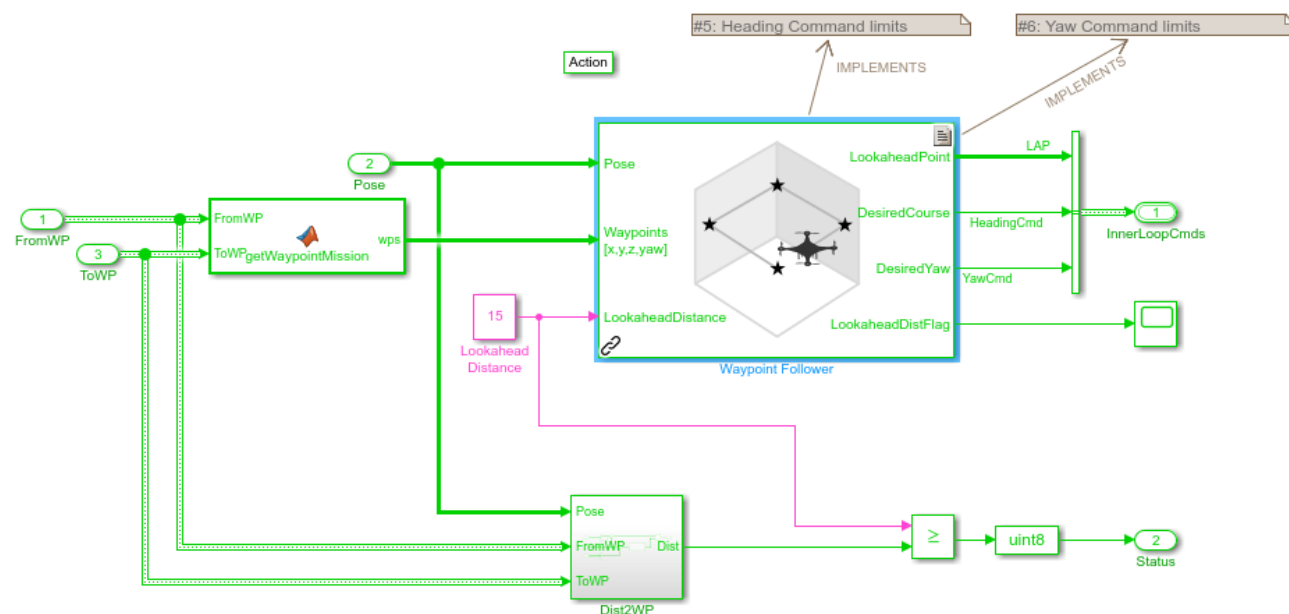 #5: Heading Command limits
#6: Yaw Command limits
Action
IMPLEMENTS
IMPLEMENTS
2
Pose
1
FromWP
3
ToWP
FromWP
ToWP
getWaypointMission
wps
Pose
Waypoints
[x,y,z,yaw]
LookaheadDistance
LookaheadPoint
DesiredCourse
DesiredYaw
LookaheadDistFlag
Waypoint Follower
LAP
HeadingCmd
YawCmd
1
InnerLoopCmds
15
Lookahead
Distance
Pose
FromWP
ToWP
Dist
Dist2WP
≥
uint8
2
Status